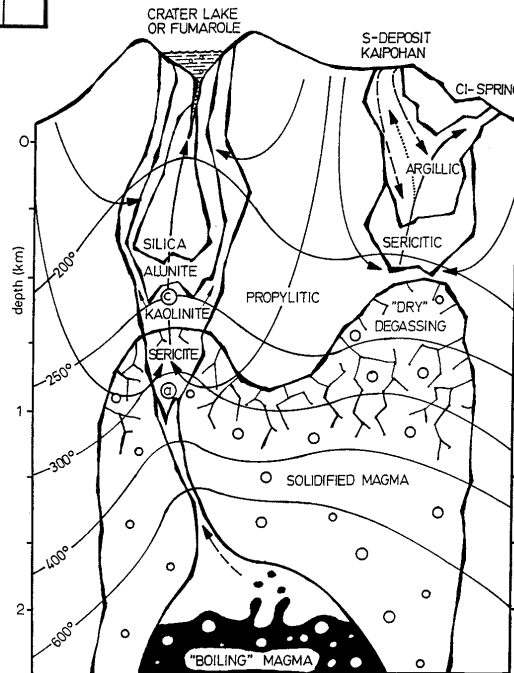 CRATER LAKE
OR FUMAROLE
S-DEPOSIT
KAIPOHAN
Cl-SPRING
0
ARGILLIC
SERICITIC
SILICA
ALUNITE
200°
depth (km)
c
KAOLINITE
PROPYLITIC
"DRY"
DEGASSING
SERICITE
250°
a
1
300°
SOLIDIFIED MAGMA
400°
2
600°
"BOILING" MAGMA